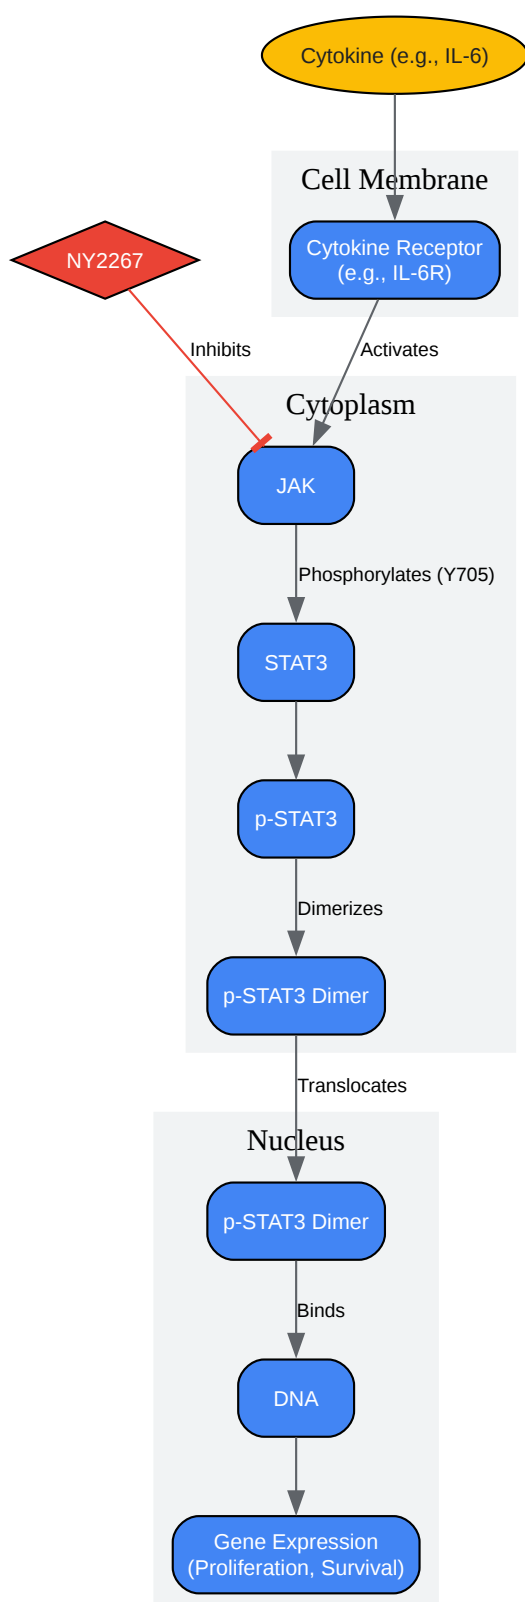 Cytokine (e.g., IL-6)
Cell Membrane
Cytokine Receptor
(e.g., IL-6R)
NY2267
Inhibits
Activates
Cytoplasm
JAK
Phosphorylates (Y705)
STAT3
p-STAT3
Dimerizes
p-STAT3 Dimer
Translocates
Nucleus
p-STAT3 Dimer
Binds
DNA
Gene Expression
(Proliferation, Survival)